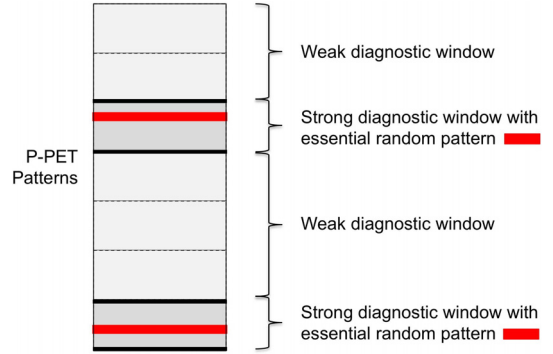 Weak diagnostic window
Strong diagnostic window with
essential random pattern
P-PET
Patterns
Weak diagnostic window
Strong diagnostic window with
essential random pattern